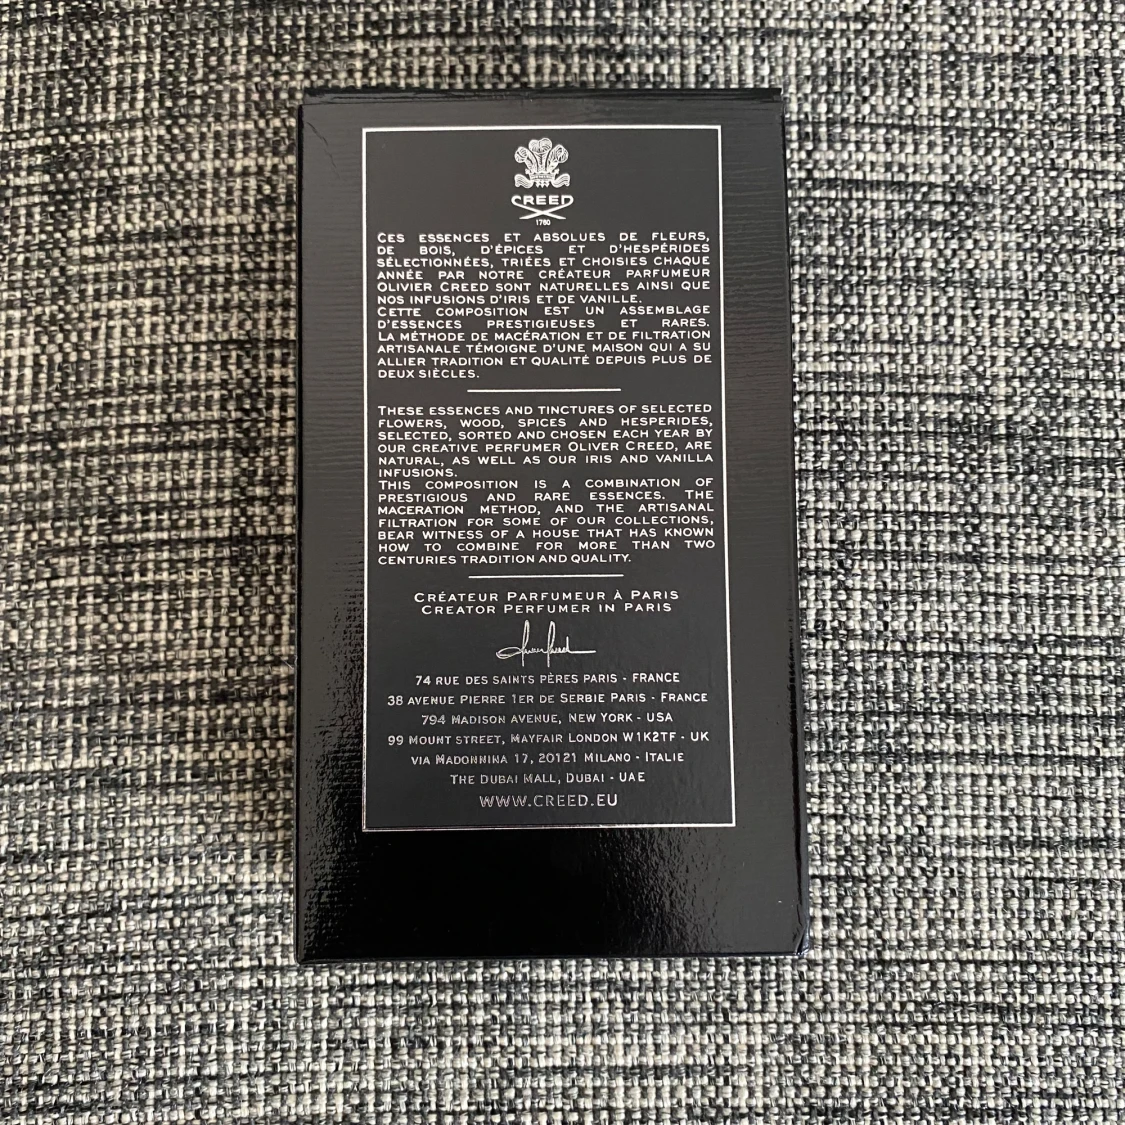 CREED
1760
CES ESSENCES ET ABSOLUES DE FLEURS,
DE BOIS, D'ÉPICES ET D'HESPÉRIDES
SÉLECTIONNÉES, TRIÉES ET CHOISIES CHAQUE
ANNÉE PAR NOTRE CRÉATEUR PARFUMEUR
OLIVIER CREED SONT NATURELLES AINSI QUE
NOS INFUSIONS D'IRIS ET DE VANILLE.
CETTE COMPOSITION EST UN ASSEMBLAGE
D'ESSENCES PRESTIGIEUSES ET RARES.
LA MÉTHODE DE MACÉRATION ET DE FILTRATION
ARTISANALE TÉMOIGNE D'UNE MAISON QUI A SU
ALLIER TRADITION ET QUALITÉ DEPUIS PLUS DE
DEUX SIÈCLES.
THESE ESSENCES AND TINCTURES OF SELECTED
FLOWERS, WOOD, SPICES AND HESPERIDES,
SELECTED, SORTED AND CHOSEN EACH YEAR BY
OUR CREATIVE PERFUMER OLIVER CREED, ARE
NATURAL, AS WELL AS OUR IRIS AND VANILLA
INFUSIONS.
THIS COMPOSITION IS A COMBINATION OF
PRESTIGIOUS AND RARE ESSENCES. THE
MACERATION METHOD, AND THE ARTISANAL
FILTRATION FOR SOME OF OUR COLLECTIONS,
BEAR WITNESS OF A HOUSE THAT HAS KNOWN
HOW TO COMBINE FOR MORE THAN TWO
CENTURIES TRADITION AND QUALITY.
CRÉATEUR PARFUMEUR À PARIS
CREATOR PERFUMER IN PARIS
74 RUE DES SAINTS PÈRES PARIS - FRANCE
38 AVENUE PIERRE 1ER DE SERBIE PARIS - FRANCE
794 MADISON AVENUE, NEW YORK - USA
99 MOUNT STREET, MAYFAIR LONDON W1K2TF - UK
VIA MADONNINA 17, 20121 MILANO - ITALIE
THE DUBAI MALL, DUBAI - UAE
WWW.CREED.EU